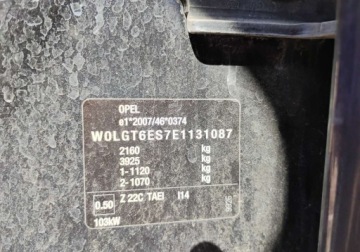 OPEL
e1*2007/46*0374
W0LGT6ES7E1131087
2160 kg
3925 kg
1-1120 kg
2-1070 kg
0.50 Z 22C TAEI I14
103kW